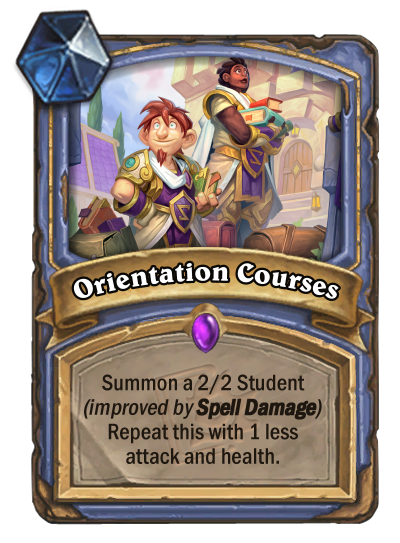 Orientation Courses
Summon a 2/2 Student
(improved by Spell Damage)
Repeat this with 1 less
attack and health.